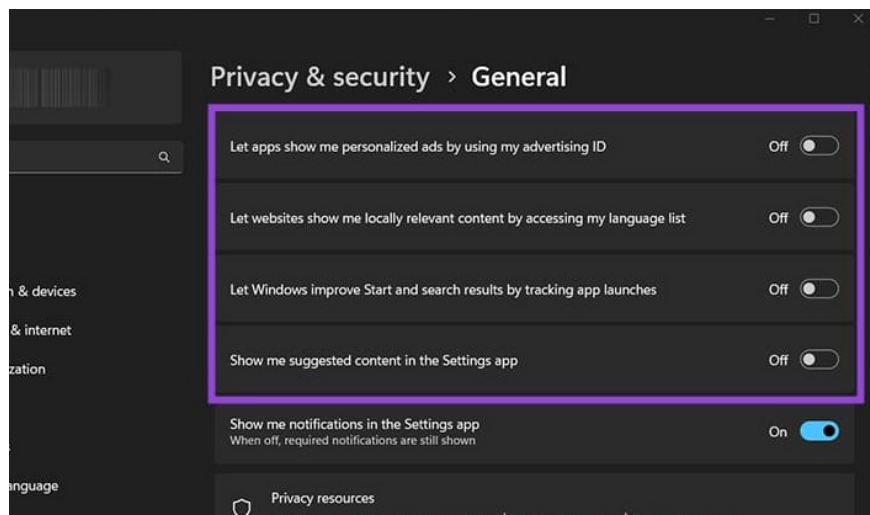 Privacy & security > General
Let apps show me personalized ads by using my advertising ID Off
Let websites show me locally relevant content by accessing my language list Off
& devices
Let Windows improve Start and search results by tracking app launches Off
& internet
Show me suggested content in the Settings app Off
Show me notifications in the Settings app On
When off, required notifications are still shown
Privacy resources